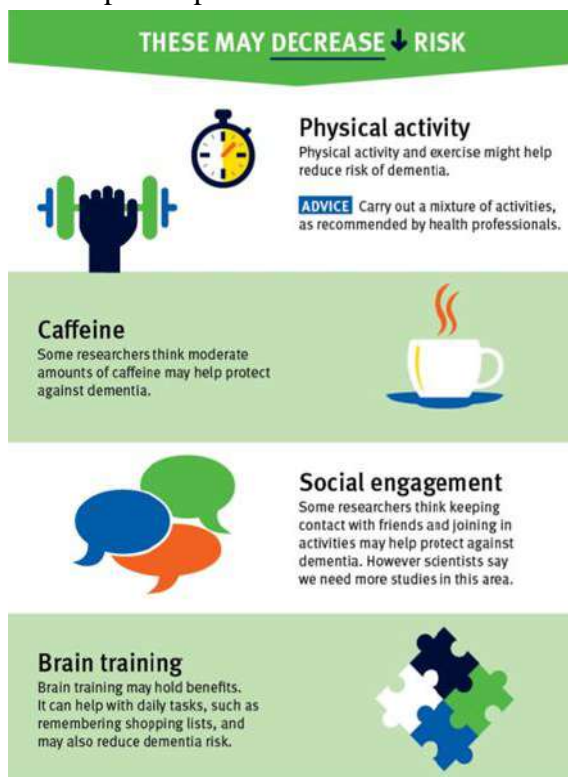 THESE MAY DECREASE RISK
Physical activity
Physical activity and exercise might help
reduce risk of dementia.
ADVICE Carry out a mixture of activities,
as recommended by health professionals.
Caffeine
Some researchers think moderate
amounts of caffeine may help protect
against dementia.
Social engagement
Some researchers think keeping
contact with friends and joining in
activities may help protect against
dementia. However scientists say
we need more studies in this area.
Brain training
Brain training may hold benefits.
It can help with daily tasks, such as
remembering shopping lists, and
may also reduce dementia risk.